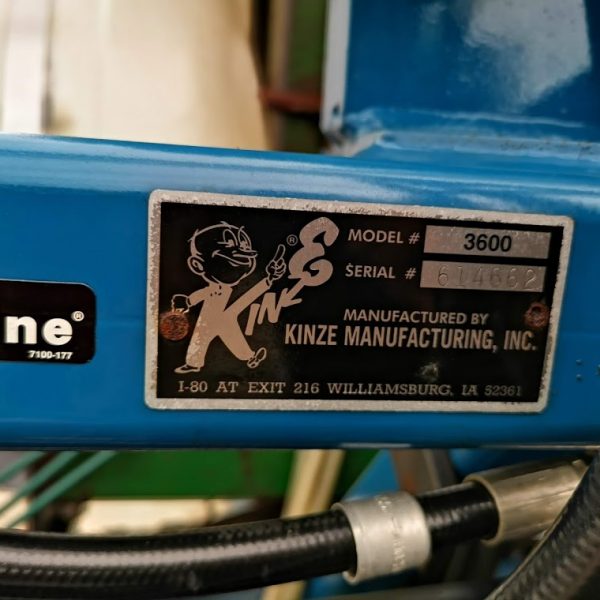 KINZE®
MODEL # 3600
SERIAL # 614662
MANUFACTURED BY
KINZE MANUFACTURING, INC.
I-80 AT EXIT 216 WILLIAMSBURG, IA 52361
ne®
7100-177